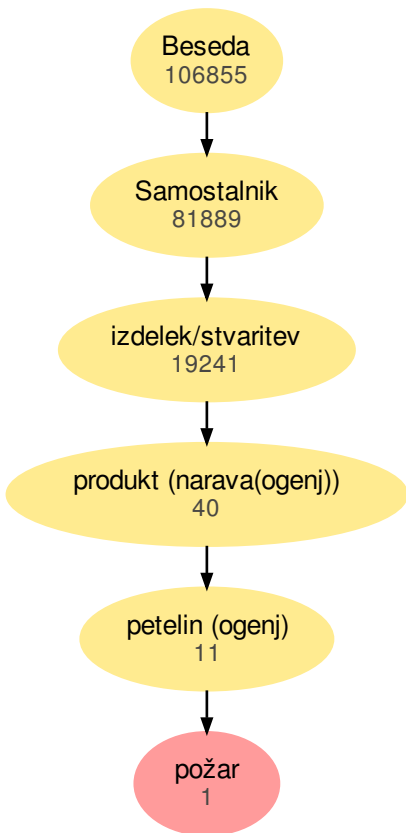 Beseda
106855
Samostalnik
81889
izdelek/stvaritev
19241
produkt (narava(ogenj))
40
petelin (ogenj)
11
požar
1